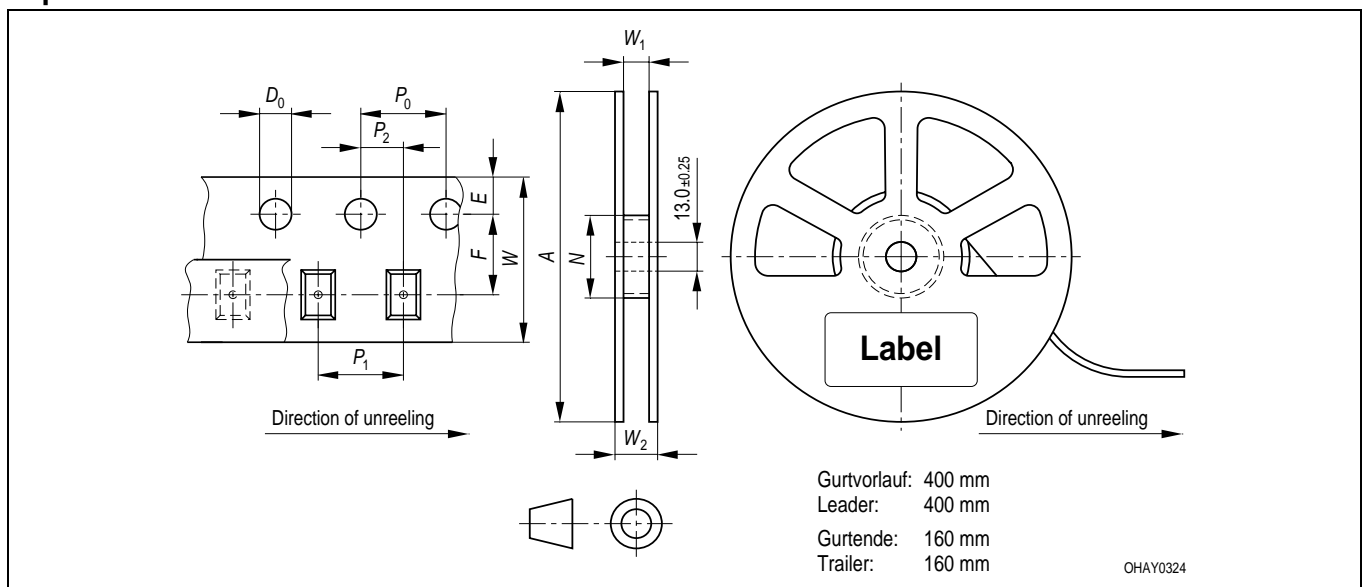 W1
D0
P0
P2
E
F
W
A
N
13.0 ±0.25
P1
W2
Direction of unreeling
Label
Direction of unreeling
Gurtvorlauf: 400 mm
Leader: 400 mm
Gurtende: 160 mm
Trailer: 160 mm
OHAY0324